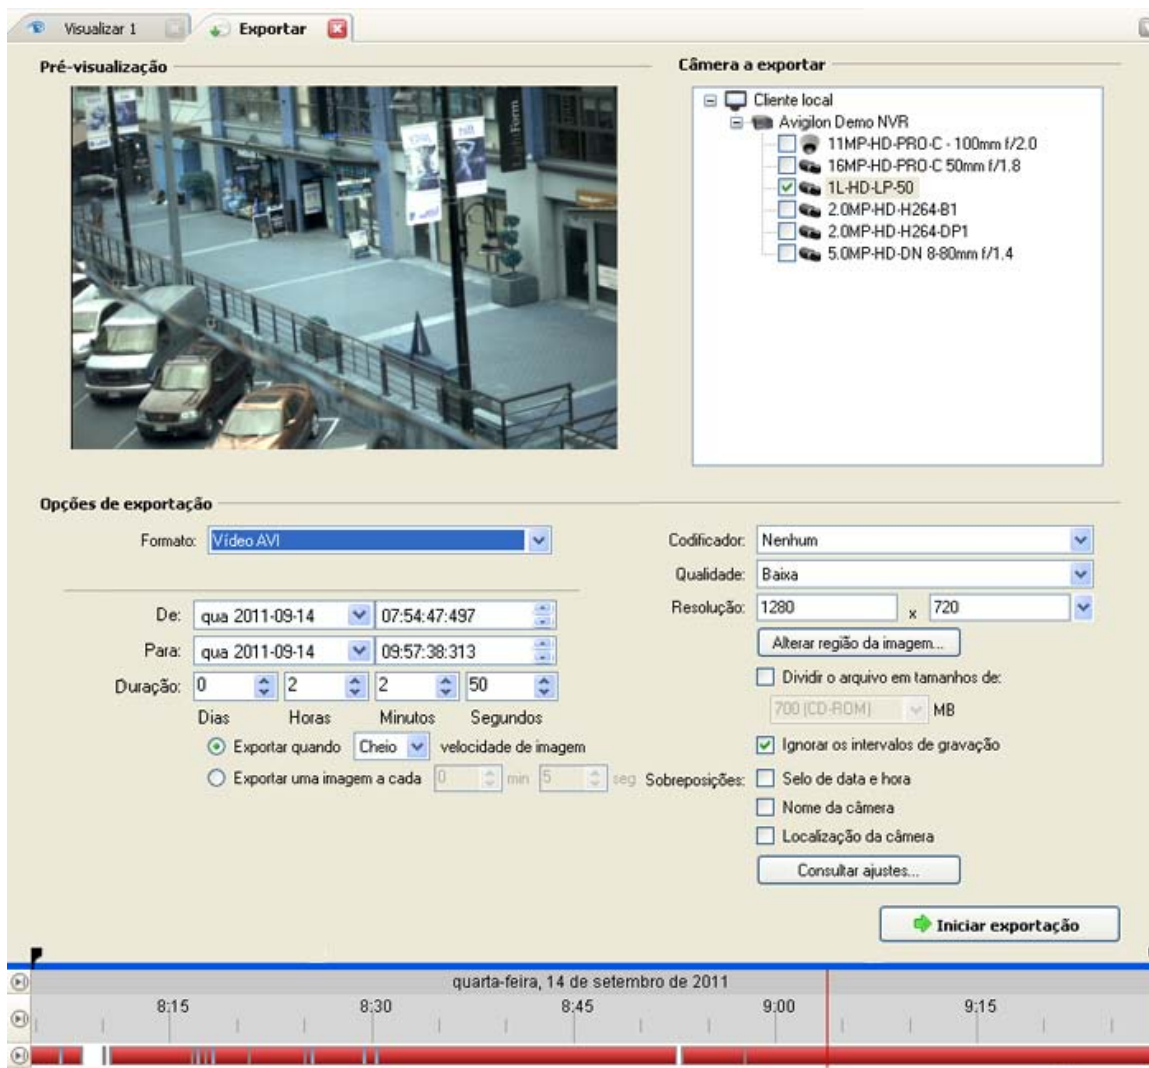 Visualizar 1
Exportar
Pré-visualização
Câmera a exportar
Cliente local
Avigilon Demo NVR
11MP-HD-PRO-C - 100mm f/2.0
16MP-HD-PRO-C 50mm f/1.8
1L-HD-LP-50
2.0MP-HD-H264-B1
2.0MP-HD-H264-DP1
5.0MP-HD-DN 8-80mm f/1.4
Opções de exportação
Formato: Vídeo AVI
Codificador: Nenhum
Qualidade: Baixa
Resolução: 1280 x 720
Alterar região da imagem...
De: qua 2011-09-14 07:54:47:497
Para: qua 2011-09-14 09:57:38:313
Duração: 0 2 2 50
Dias Horas Minutos Segundos
Exportar quando Cheio velocidade de imagem
Exportar uma imagem a cada 0 min 5 seg
Dividir o arquivo em tamanhos de:
700 (CD-ROM) MB
Ignorar os intervalos de gravação
Sobreposições: Selo de data e hora
Nome da câmera
Localização da câmera
Consultar ajustes...
Iniciar exportação
quarta-feira, 14 de setembro de 2011
8:15 8:30 8:45 9:00 9:15